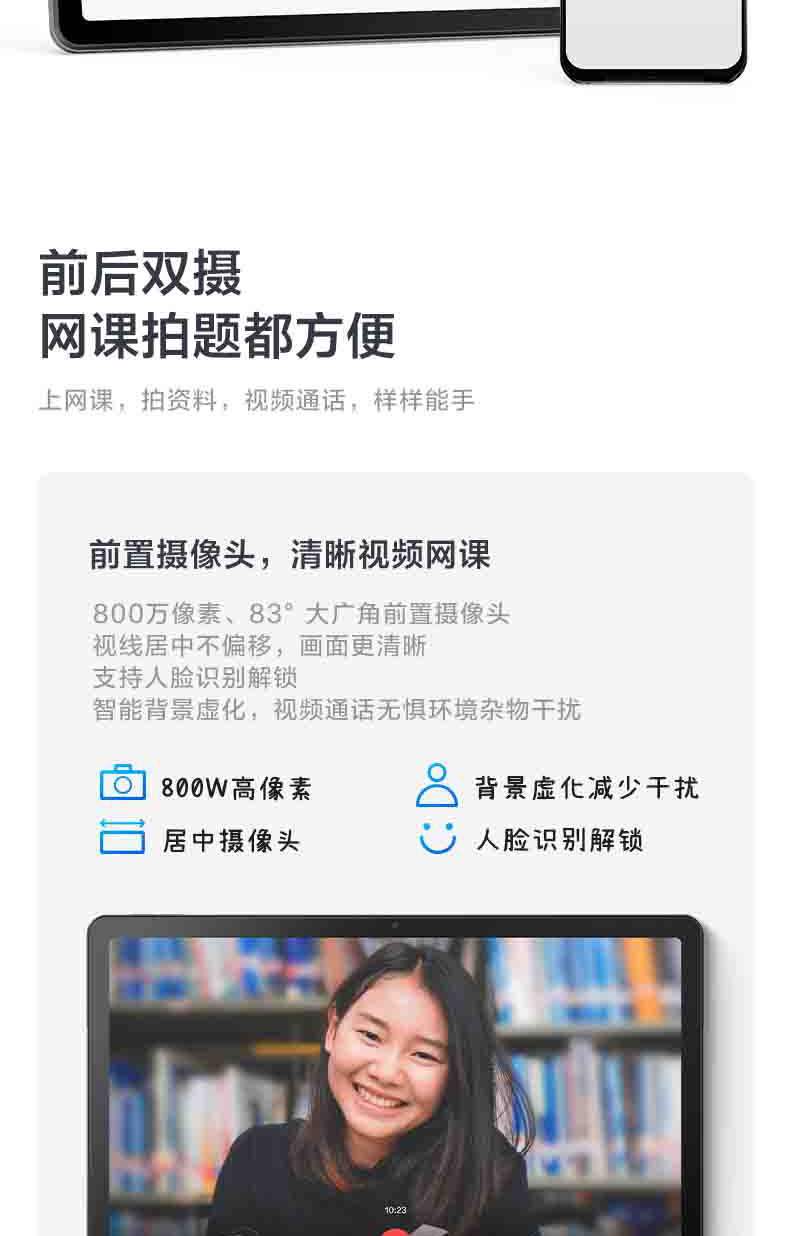 前后双摄
网课拍题都方便
上网课，拍资料，视频通话，样样能手
前置摄像头，清晰视频网课
800万像素、83°大广角前置摄像头
视线居中不偏移，画面更清晰
支持人脸识别解锁
智能背景虚化，视频通话无惧环境杂物干扰
800W高像素
背景虚化减少干扰
居中摄像头
人脸识别解锁
10:23